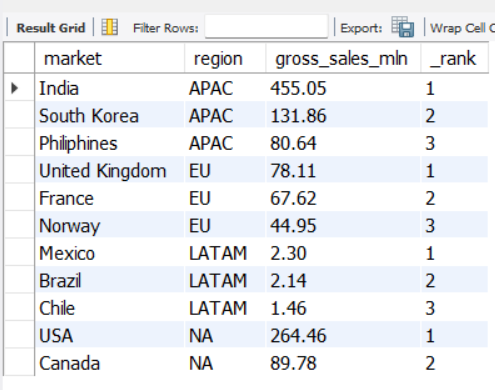 Result Grid Filter Rows: Export: Wrap Cell C
market region gross_sales_mln _rank
India APAC 455.05 1
South Korea APAC 131.86 2
Philiphines APAC 80.64 3
United Kingdom EU 78.11 1
France EU 67.62 2
Norway EU 44.95 3
Mexico LATAM 2.30 1
Brazil LATAM 2.14 2
Chile LATAM 1.46 3
USA NA 264.46 1
Canada NA 89.78 2